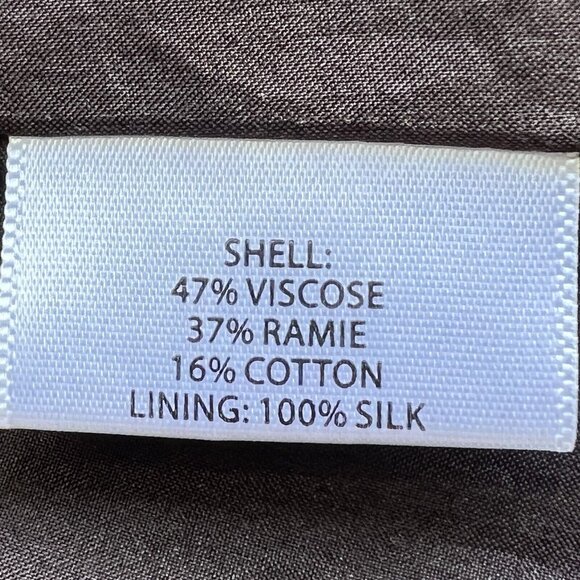 SHELL:
47% VISCOSE
37% RAMIE
16% COTTON
LINING: 100% SILK